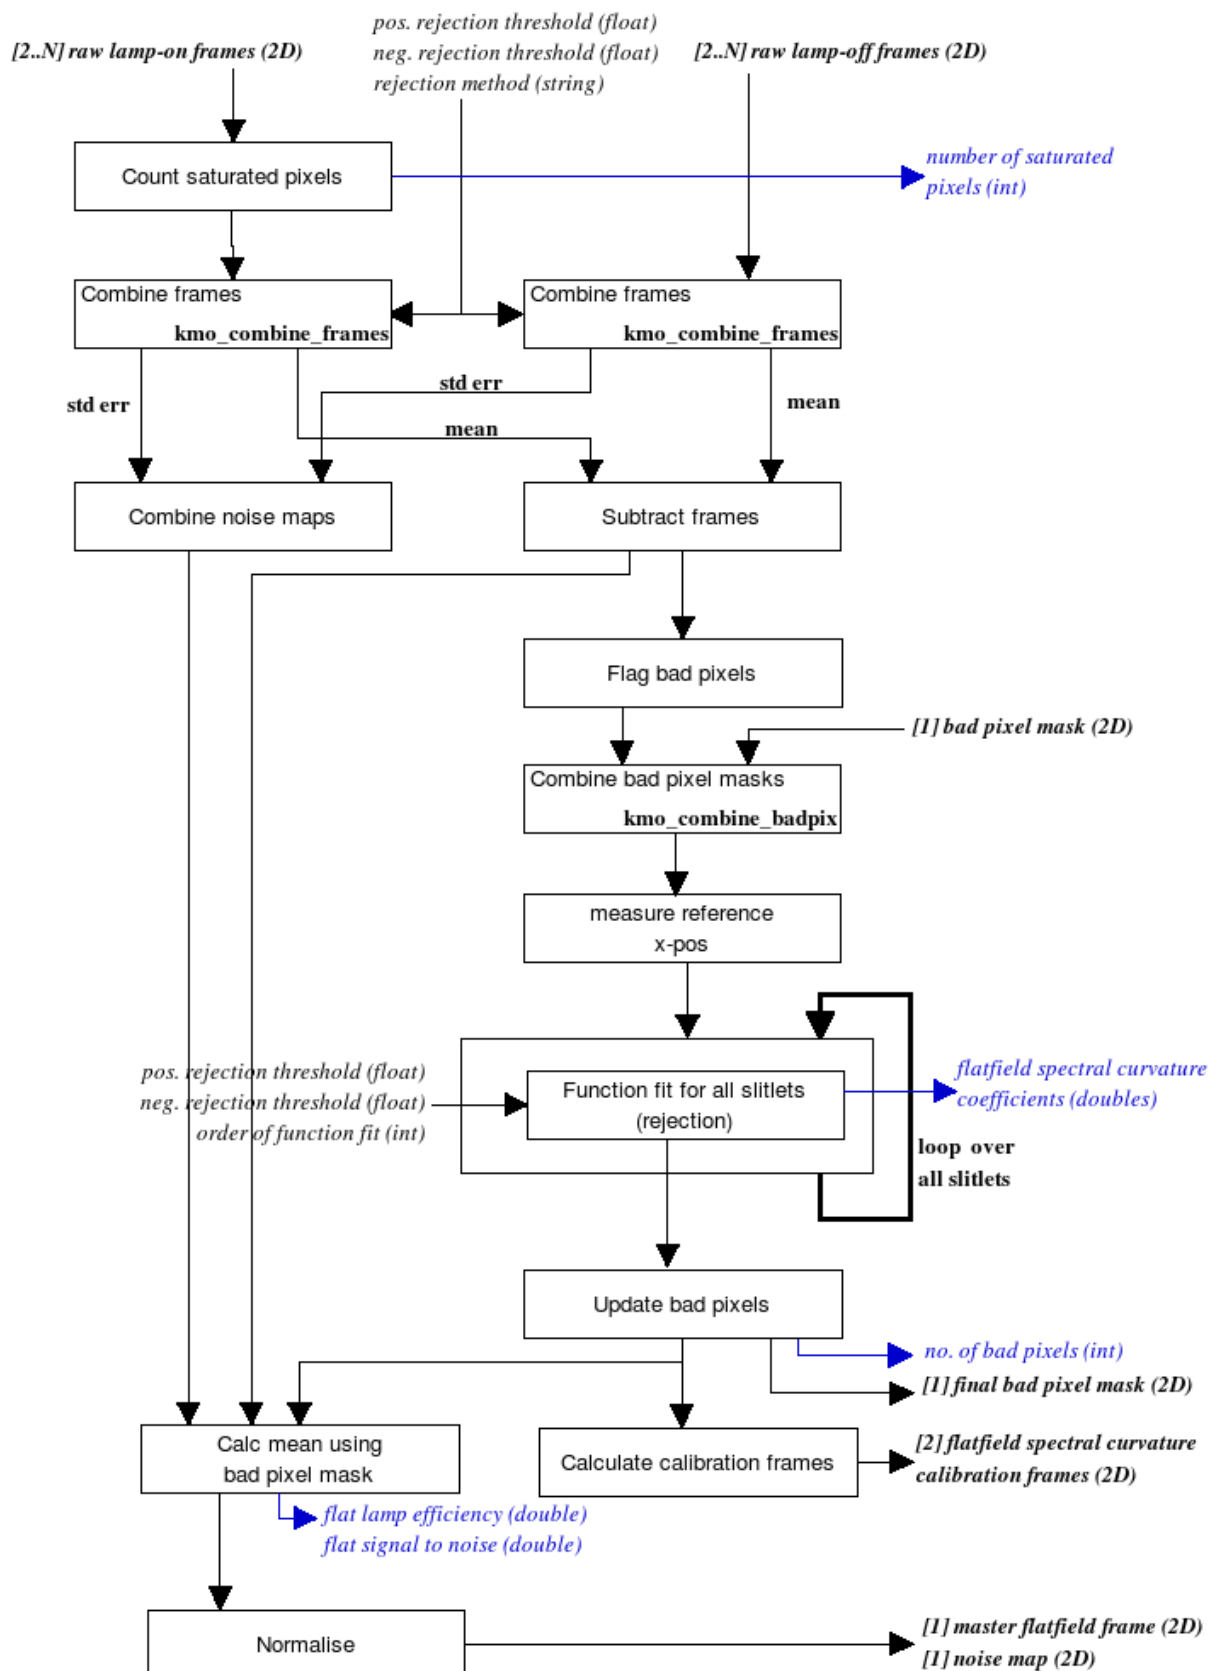 pos. rejection threshold (float)
neg. rejection threshold (float)
rejection method (string)
[2..N] raw lamp-on frames (2D)
[2..N] raw lamp-off frames (2D)
Count saturated pixels
number of saturated
pixels (int)
Combine frames
kmo_combine_frames
Combine frames
kmo_combine_frames
std err
std err
mean
mean
Combine noise maps
Subtract frames
Flag bad pixels
[1] bad pixel mask (2D)
Combine bad pixel masks
kmo_combine_badpix
measure reference
x-pos
pos. rejection threshold (float)
neg. rejection threshold (float)
order of function fit (int)
Function fit for all slitlets
(rejection)
flatfield spectral curvature
coefficients (doubles)
loop over
all slitlets
Update bad pixels
no. of bad pixels (int)
[1] final bad pixel mask (2D)
Calc mean using
bad pixel mask
Calculate calibration frames
[2] flatfield spectral curvature
calibration frames (2D)
flat lamp efficiency (double)
flat signal to noise (double)
Normalise
[1] master flatfield frame (2D)
[1] noise map (2D)